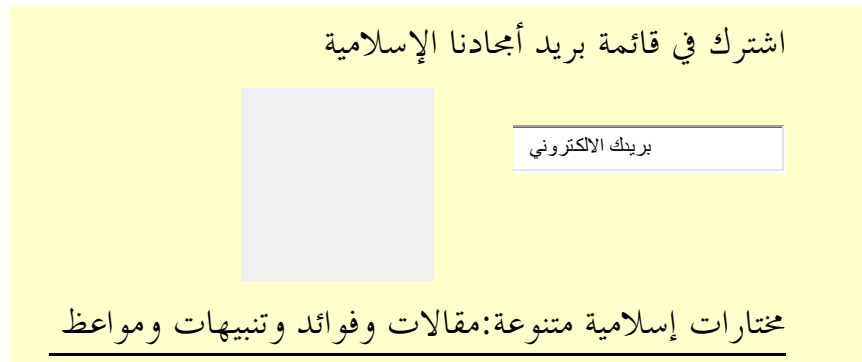 اشترك في قائمة بريد أمجادنا الإسلامية
بريدك الالكتروني
مختارات إسلامية متنوعة:مقالات وفوائد وتنبيهات ومواعظ